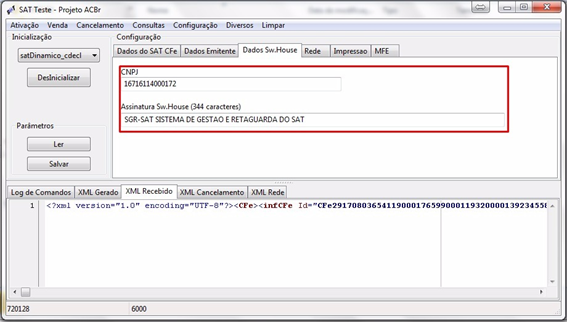 SAT Teste - Projeto ACBr
Ativação Venda Cancelamento Consultas Configuração Diversos Limpar
Inicialização
Configuração
satDinamico_cdecl
Dados do SAT CFe Dados Emitente Dados Sw.House Rede Impressao MFE
DesInicializar
CNPJ
16716114000172
Assinatura Sw.House (344 caracteres)
SGR-SAT SISTEMA DE GESTAO E RETAGUARDA DO SAT
Parâmetros
Ler
Salvar
Log de Comandos XML Gerado XML Recebido XML Cancelamento XML Rede
1 <?xml version="1.0" encoding="UTF-8"?><CFe><infCFe Id="CFe29170803654119000176599000119320000139234558
720128 6000